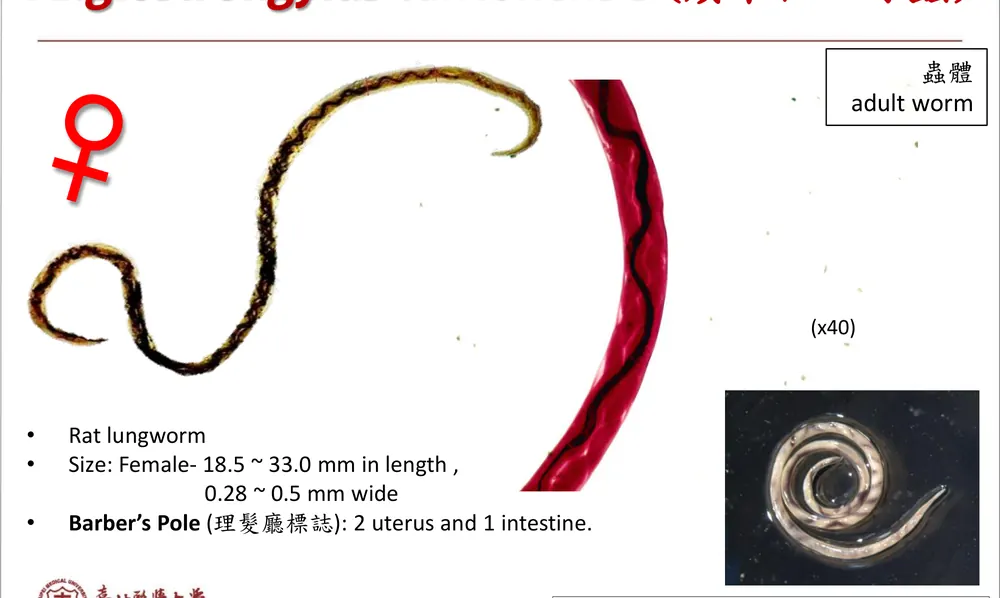 蟲體
adult worm
(x40)
• Rat lungworm
• Size: Female- 18.5 ~ 33.0 mm in length ,
0.28 ~ 0.5 mm wide
• Barber’s Pole (理髮廳標誌): 2 uterus and 1 intestine.